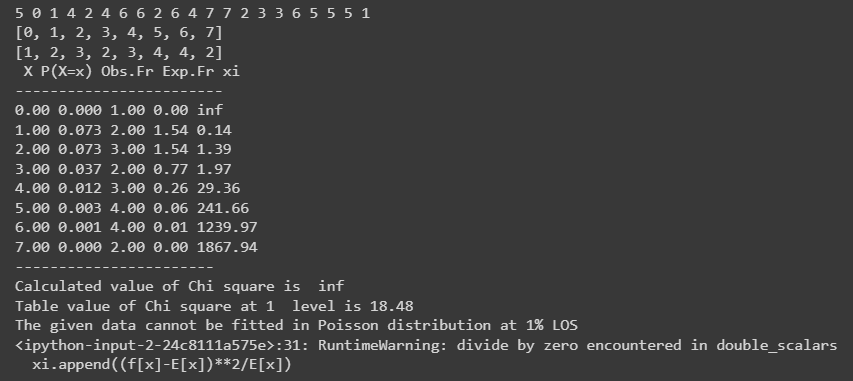 5 0 1 4 2 4 6 6 2 6 4 7 7 2 3 3 6 5 5 5 1
[0, 1, 2, 3, 4, 5, 6, 7]
[1, 2, 3, 2, 3, 4, 4, 2]
X P(X=x) Obs.Fr Exp.Fr xi
------------------------
0.00 0.000 1.00 0.00 inf
1.00 0.073 2.00 1.54 0.14
2.00 0.073 3.00 1.54 1.39
3.00 0.037 2.00 0.77 1.97
4.00 0.012 3.00 0.26 29.36
5.00 0.003 4.00 0.06 241.66
6.00 0.001 4.00 0.01 1239.97
7.00 0.000 2.00 0.00 1867.94
-----------------------
Calculated value of Chi square is  inf
Table value of Chi square at 1  level is 18.48
The given data cannot be fitted in Poisson distribution at 1% LOS
<ipython-input-2-24c8111a575e>:31: RuntimeWarning: divide by zero encountered in double_scalars
  xi.append((f[x]-E[x])**2/E[x])